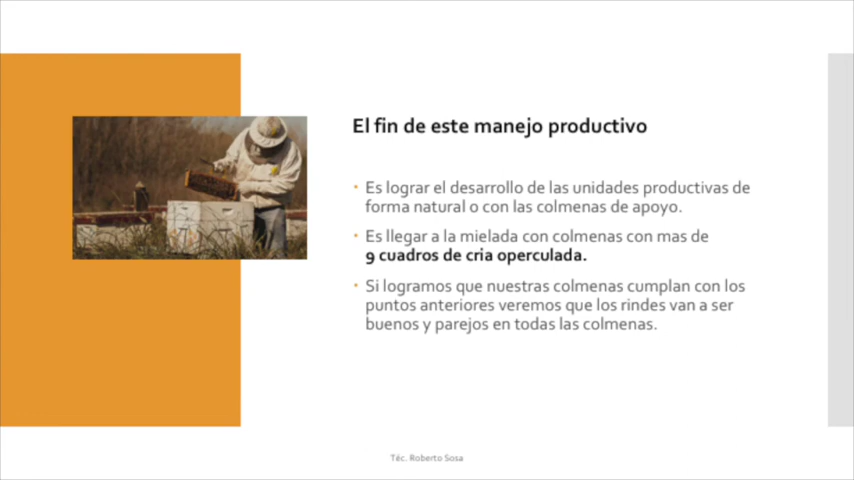 El fin de este manejo productivo
Es lograr el desarrollo de las unidades productivas de
forma natural o con las colmenas de apoyo.
Es llegar a la mielada con colmenas con mas de
9 cuadros de cria operculada.
Si logramos que nuestras colmenas cumplan con los
puntos anteriores veremos que los rindes van a ser
buenos y parejos en todas las colmenas.
Téc. Roberto Sosa